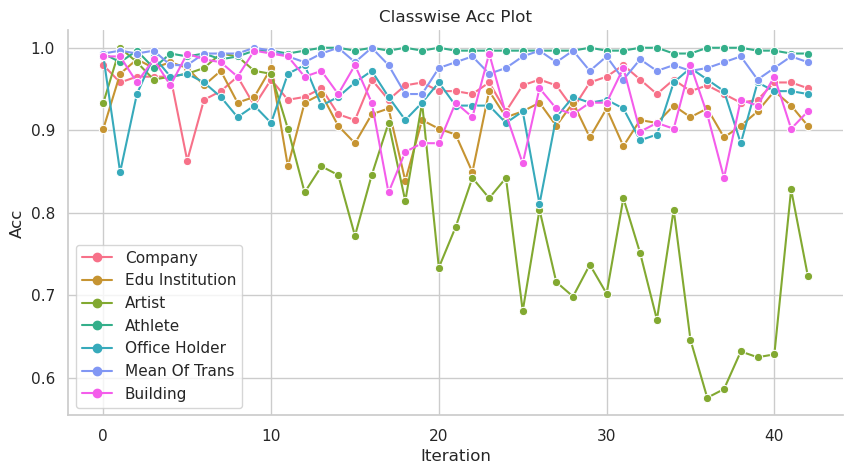 Classwise Acc Plot
1.0
0.9
0.8
0.7
0.6
Acc
Company
Edu Institution
Artist
Athlete
Office Holder
Mean Of Trans
Building
0 10 20 30 40
Iteration